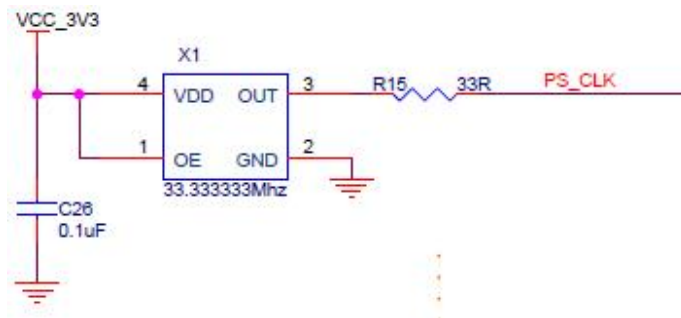 VCC_3V3
X1
4 VDD OUT 3 R15 33R PS_CLK
1 OE GND 2
33.333333Mhz
C26
0.1uF